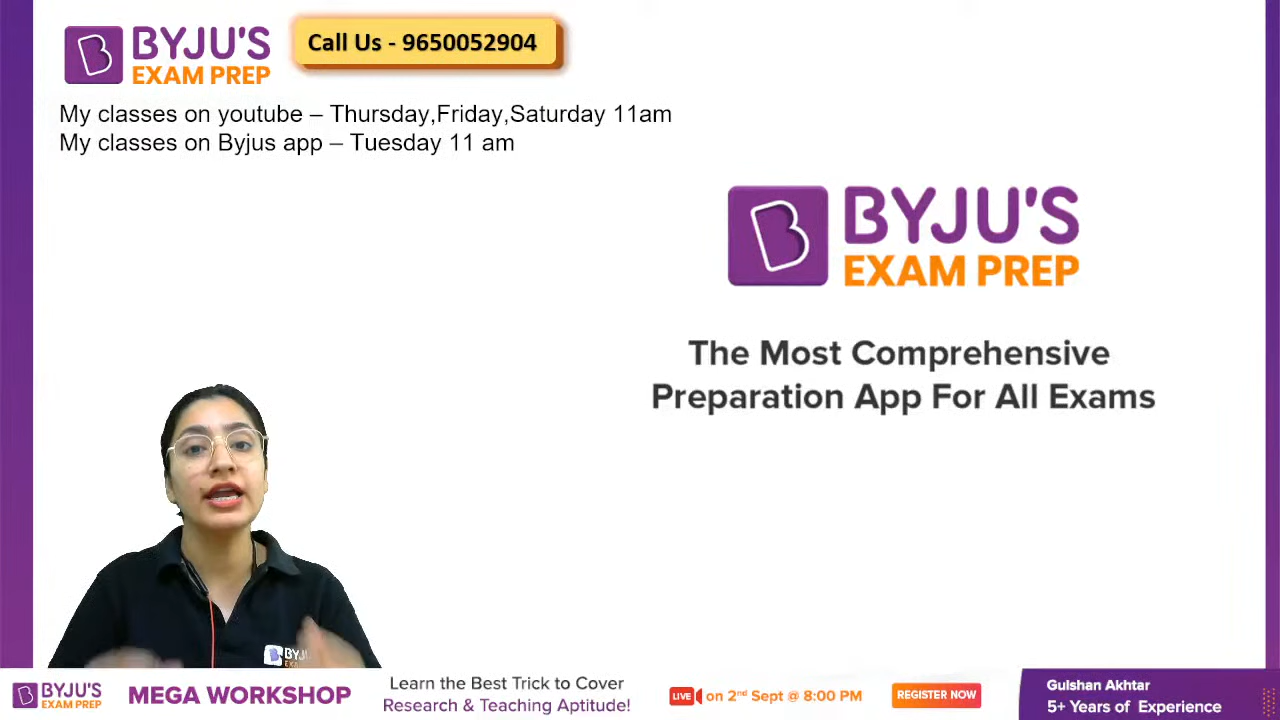 BYJU'S
EXAM PREP
Call Us - 9650052904
My classes on youtube – Thursday,Friday,Saturday 11am
My classes on Byjus app – Tuesday 11 am
BYJU'S
EXAM PREP
The Most Comprehensive
Preparation App For All Exams
BYJU'S
EXAM PREP
MEGA WORKSHOP
Learn the Best Trick to Cover
Research & Teaching Aptitude!
LIVE on 2nd Sept @ 8:00 PM
REGISTER NOW
Gulshan Akhtar
5+ Years of Experience